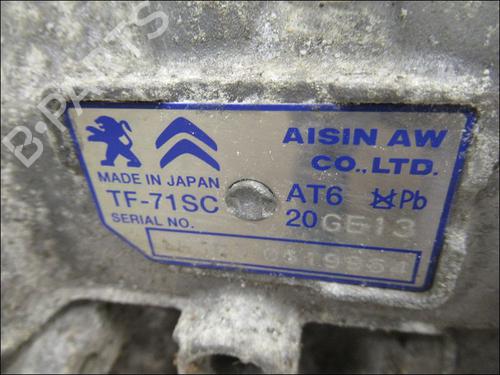 B-PARTS
AISIN AW
CO.,LTD.
MADE IN JAPAN
TF-71SC
AT6 Pb
SERIAL NO.
20GE13